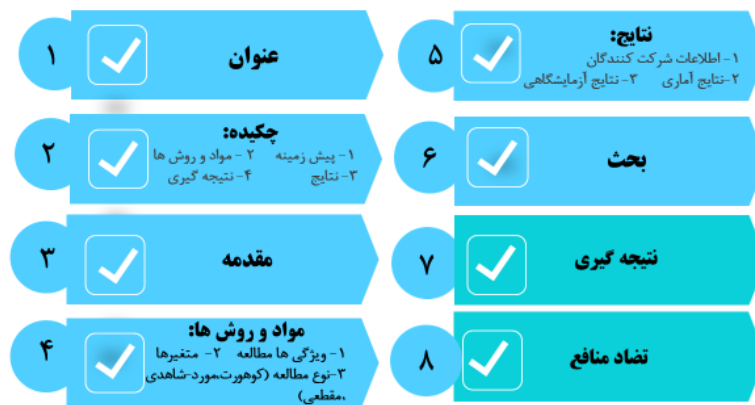 ۱
عنوان
۲
چکیده:
۱- پیش زمینه ۲- مواد و روش ها
۳- نتایج ۴- نتیجه گیری
۳
مقدمه
۴
مواد و روش ها:
۱- ویژگی ها مطالعه ۲- متغیرها
۳-نوع مطالعه (کوهورت،مورد-شاهدی
،مقطعی)
۵
نتایج:
۱- اطلاعات شرکت کنندگان
۲-نتایج آماری ۳- نتایج آزمایشگاهی
۶
بحث
۷
نتیجه گیری
۸
تضاد منافع